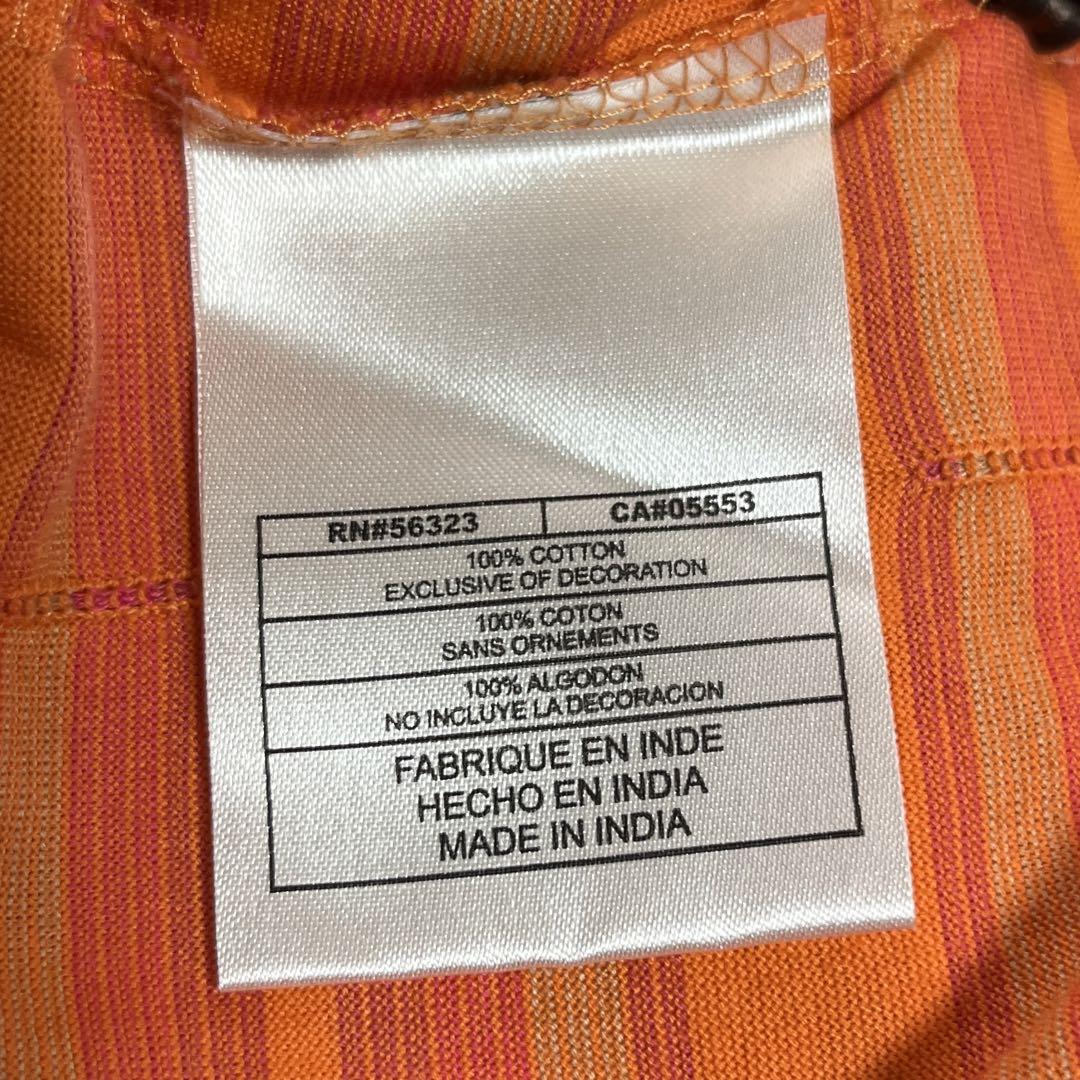 RN#56323 CA#05553
100% COTTON
EXCLUSIVE OF DECORATION
100% COTON
SANS ORNEMENTS
100% ALGODON
NO INCLUYE LA DECORACION
FABRIQUE EN INDE
HECHO EN INDIA
MADE IN INDIA